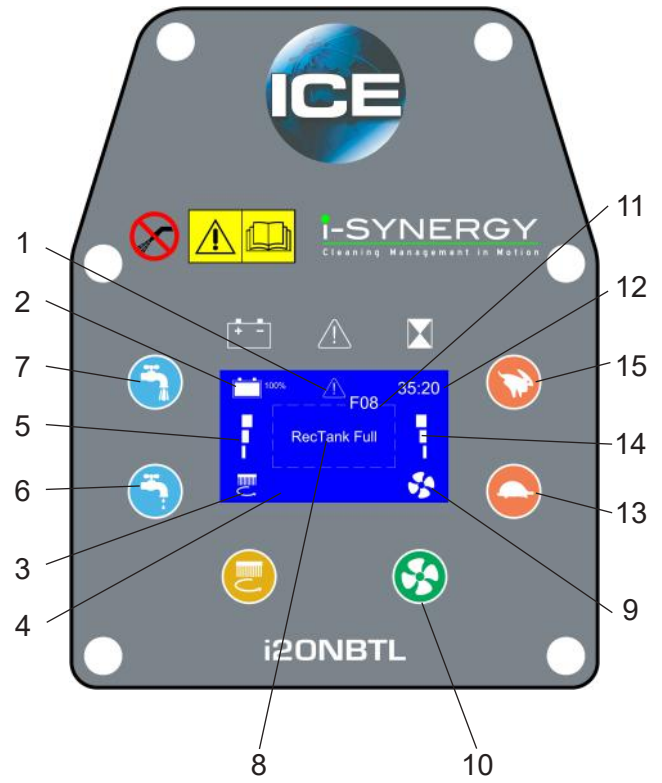 ICE
i-SYNERGY
Cleaning Management in Motion
1
2
7
5
6
3
4
11
12
15
14
13
9
100%
F08
35:20
RecTank Full
i20NBTL
8
10